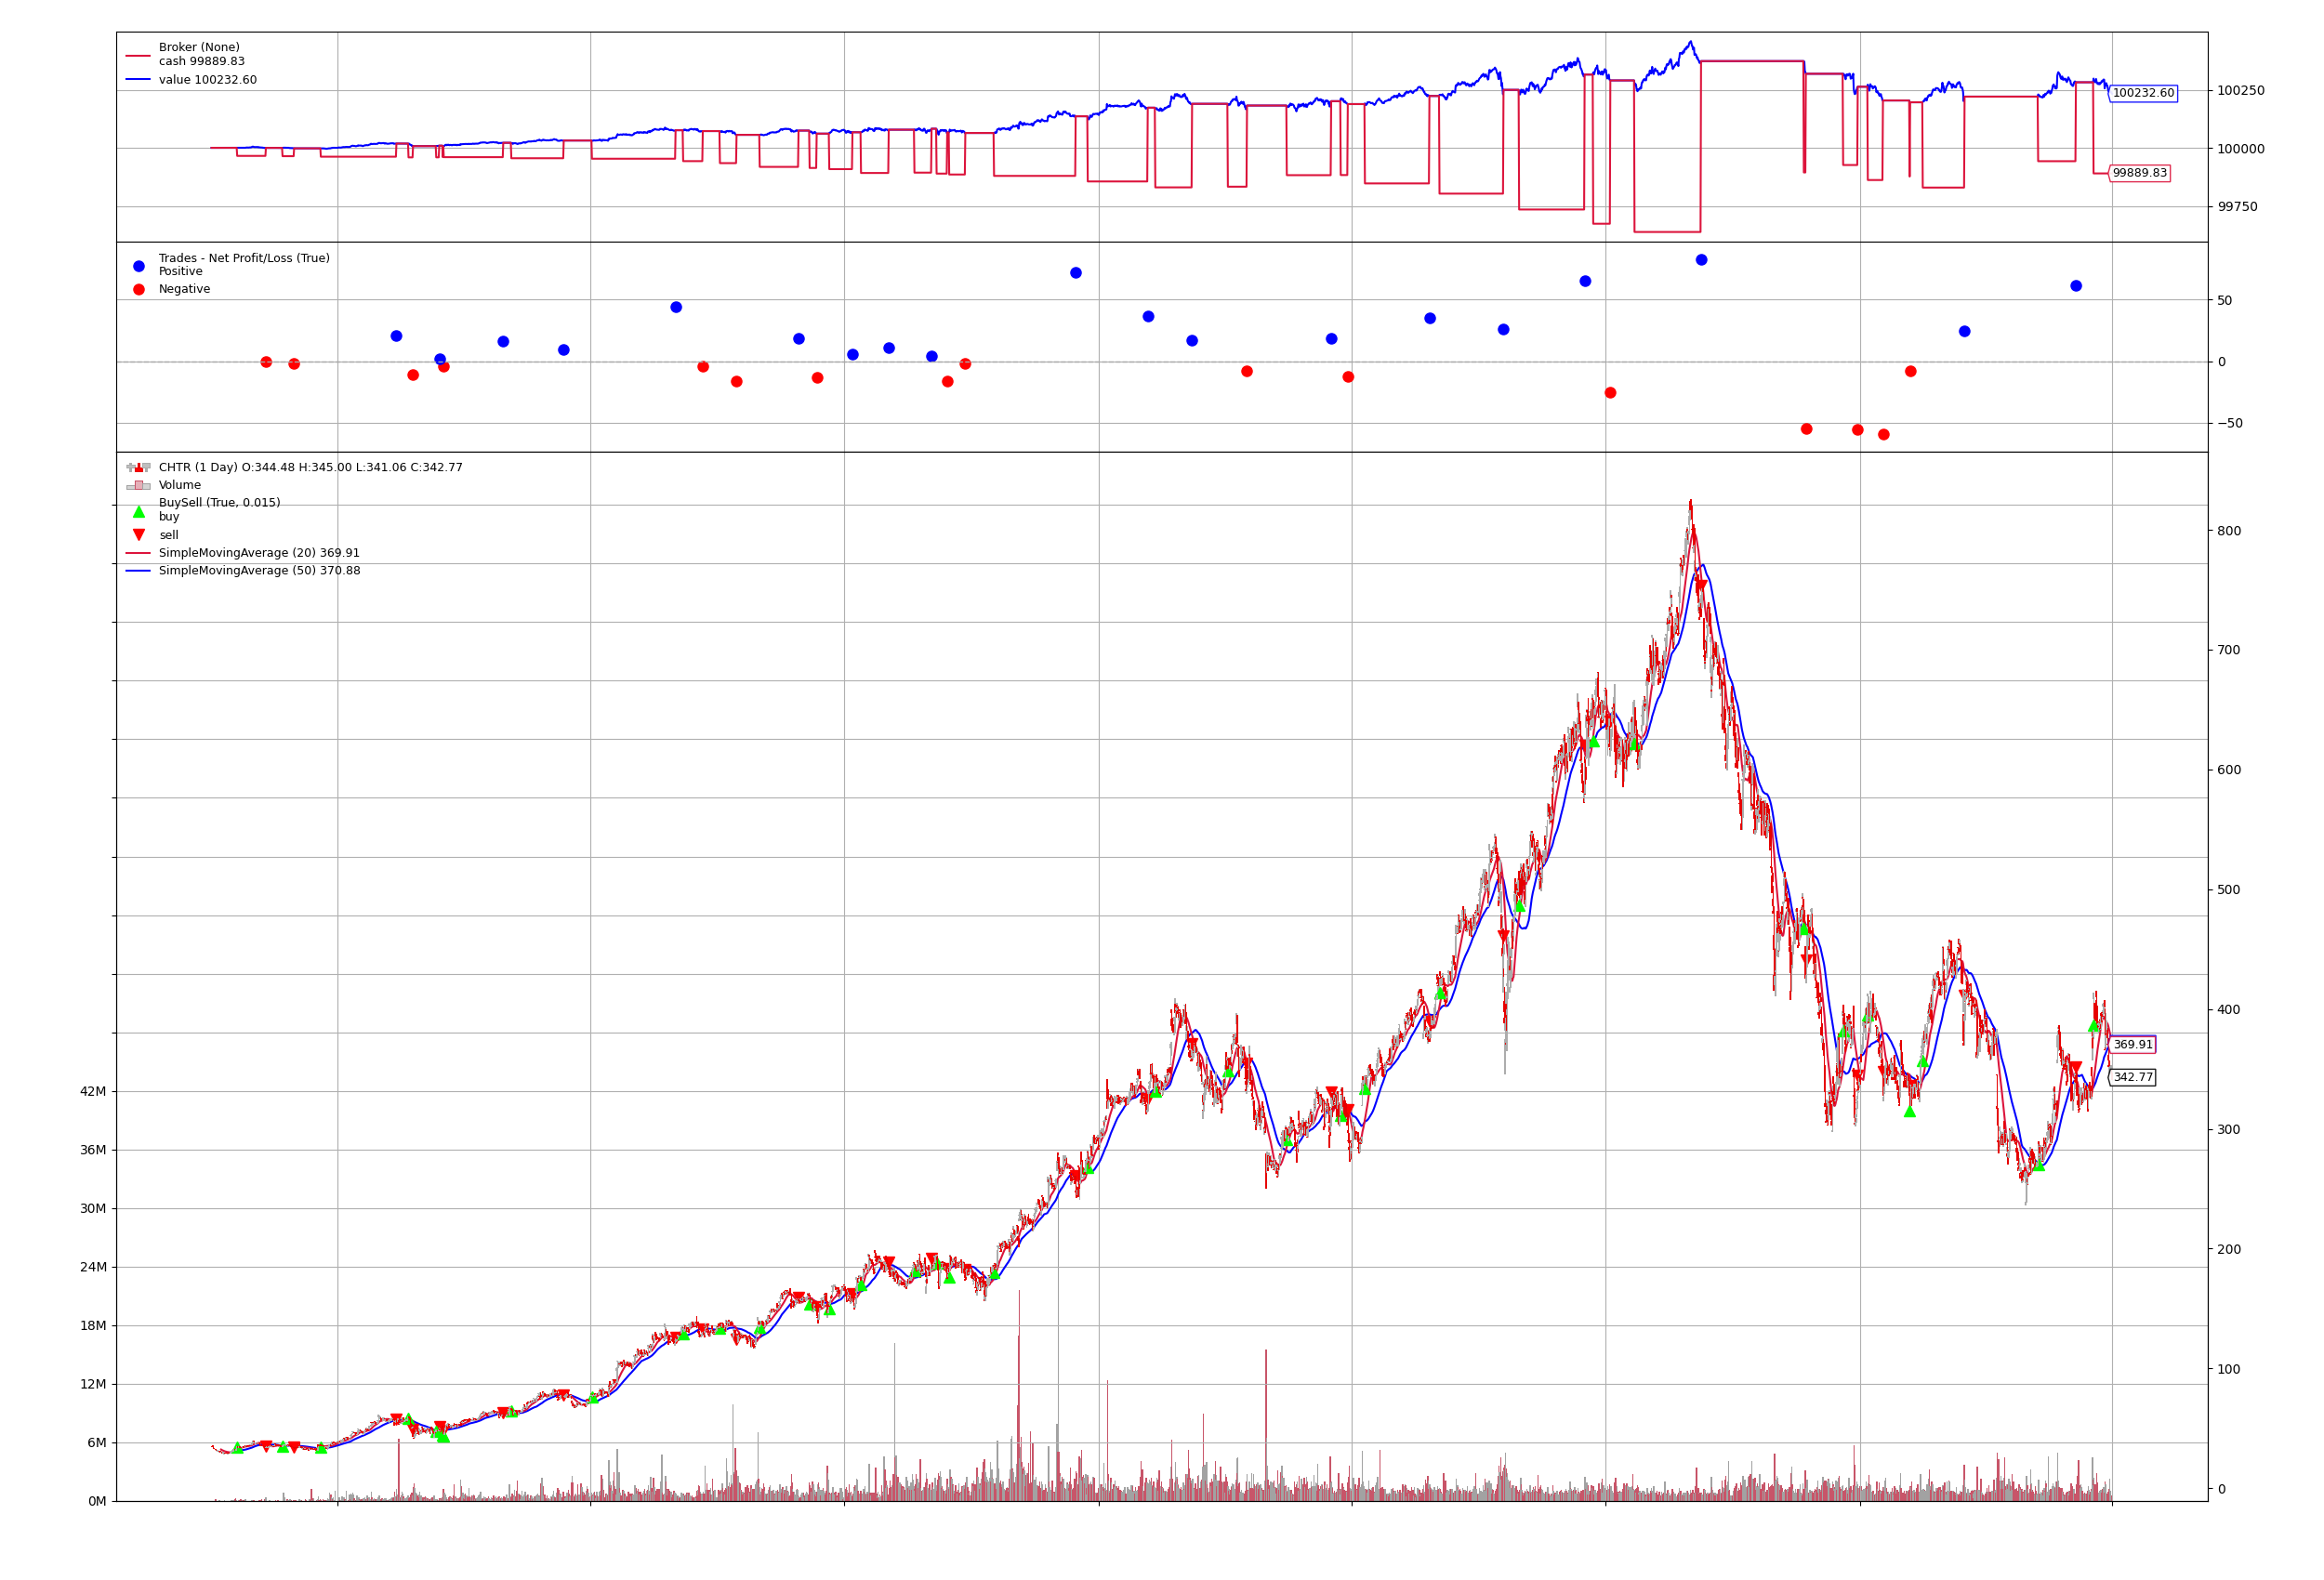 Broker (None)
cash 99889.83
value 100232.60
100250
100232.60
100000
99889.83
99750
Trades - Net Profit/Loss (True)
Positive
Negative
50
0
−50
CHTR (1 Day) O:344.48 H:345.00 L:341.06 C:342.77
Volume
BuySell (True, 0.015)
buy
sell
SimpleMovingAverage (20) 369.91
SimpleMovingAverage (50) 370.88
800
700
600
500
400
369.91
342.77
300
200
100
0
42M
36M
30M
24M
18M
12M
6M
0M